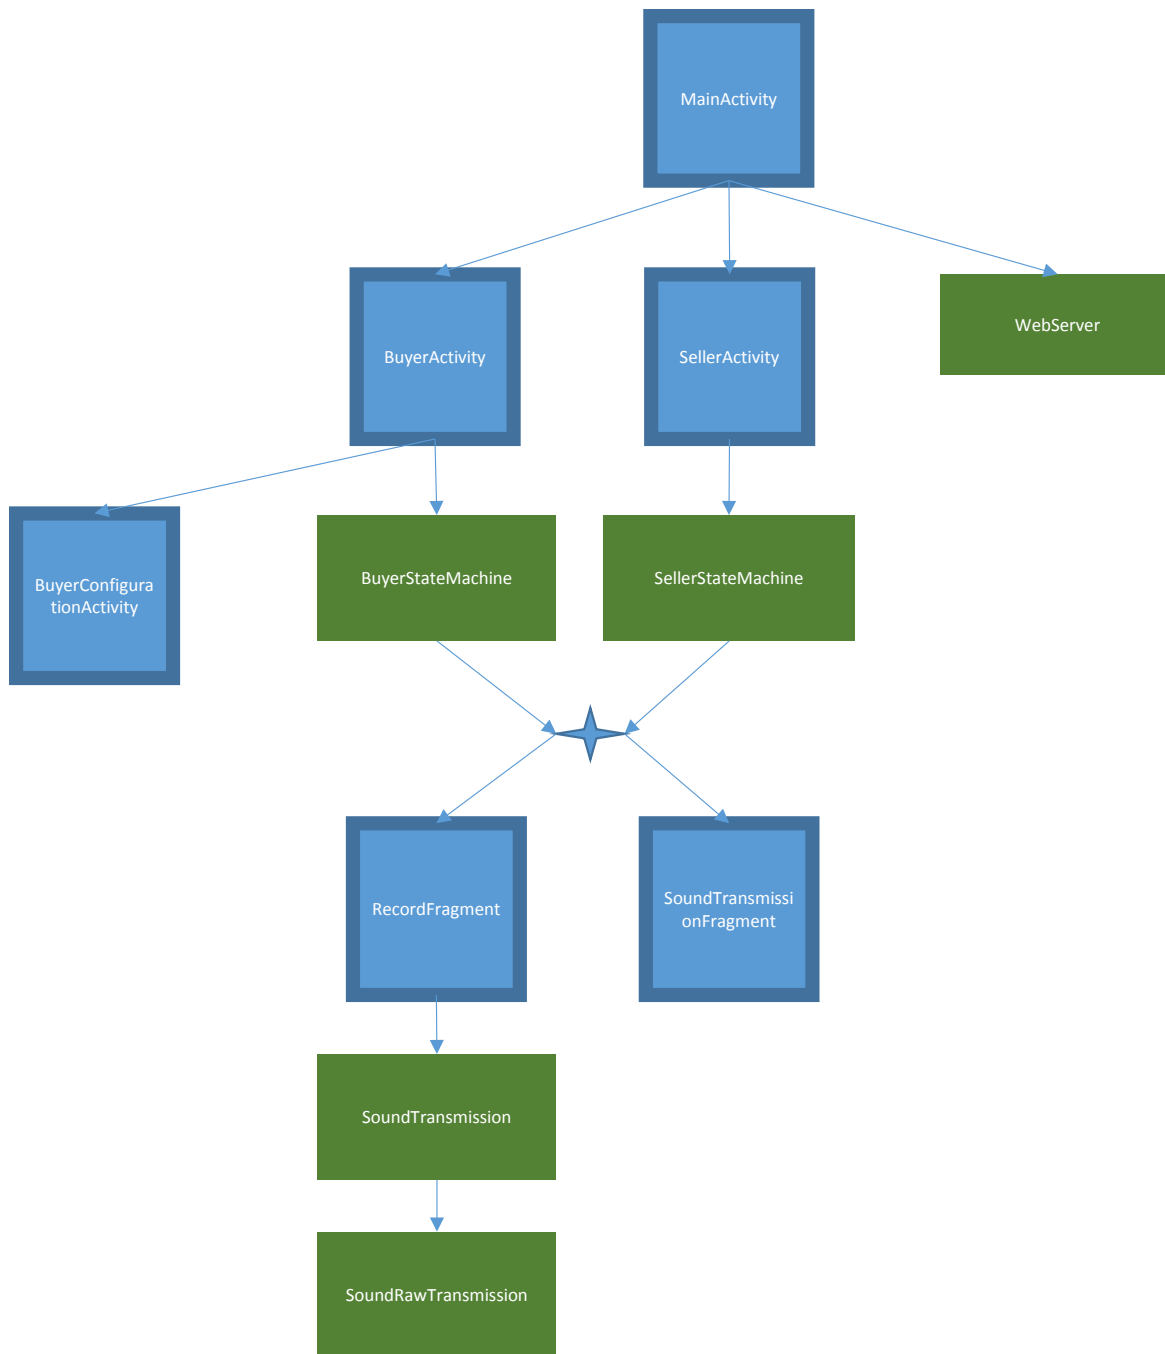 MainActivity
BuyerActivity
SellerActivity
WebServer
BuyerConfigura
tionActivity
BuyerStateMachine
SellerStateMachine
RecordFragment
SoundTransmissi
onFragment
SoundTransmission
SoundRawTransmission